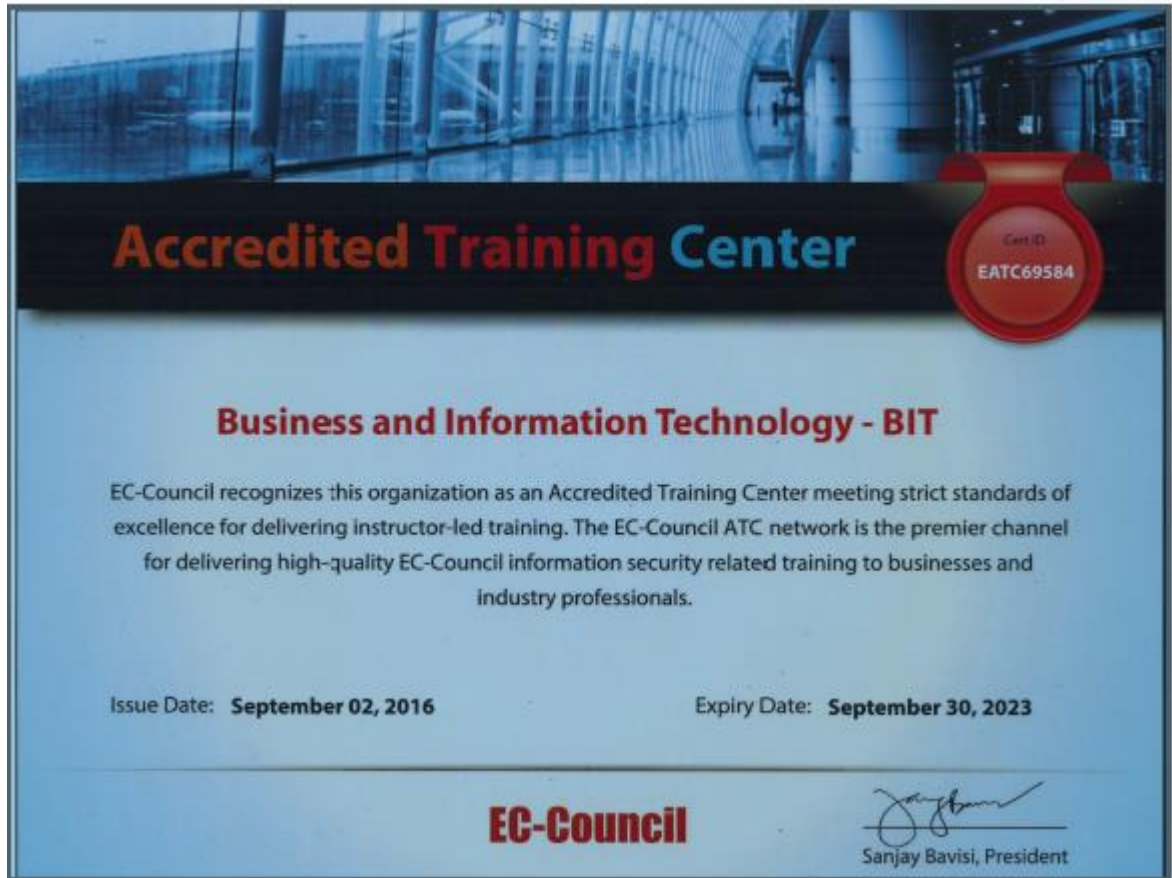 Accredited Training Center
Cert ID
EATC69584
Business and Information Technology - BIT
EC-Council recognizes this organization as an Accredited Training Center meeting strict standards of
excellence for delivering instructor-led training. The EC-Council ATC network is the premier channel
for delivering high-quality EC-Council information security related training to businesses and
industry professionals.
Issue Date: September 02, 2016
Expiry Date: September 30, 2023
EC-Council
Sanjay Bavisi, President